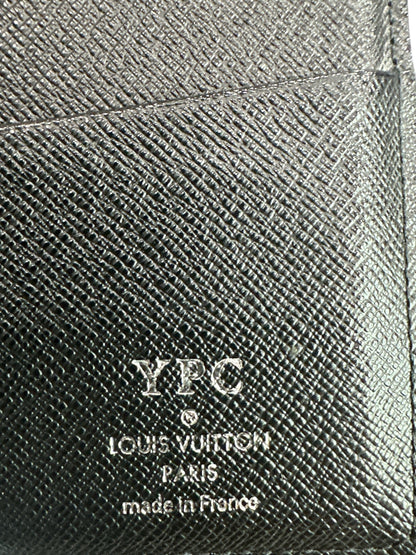 YPC
®
LOUIS VUITTON
PARIS
made in France